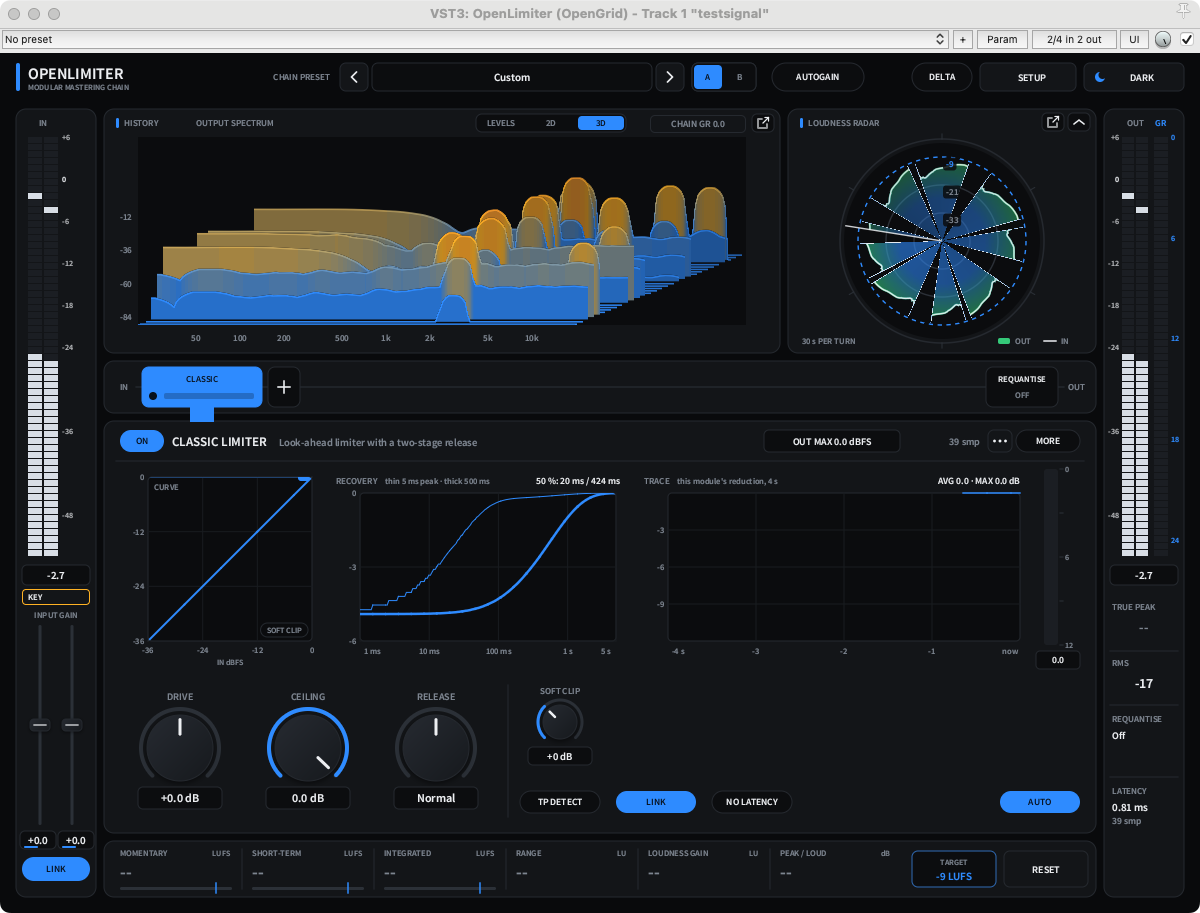 VST3: OpenLimiter (OpenGrid) - Track 1 "testsignal"
No preset
+
Param
2/4 in 2 out
UI
OPENLIMITER
MODULAR MASTERING CHAIN
CHAIN PRESET
Custom
A
B
AUTOGAIN
DELTA
SETUP
DARK
IN
+6
0
-6
-12
-18
-24
-36
-48
-2.7
KEY
INPUT GAIN
+0.0
+0.0
LINK
HISTORY
OUTPUT SPECTRUM
LEVELS
2D
3D
CHAIN GR 0.0
-12
-36
-60
-84
50
100
200
500
1k
2k
5k
10k
LOUDNESS RADAR
-9
-21
-33
30 s PER TURN
OUT
IN
IN
CLASSIC
+
REQUANTISE
OFF
OUT
ON
CLASSIC LIMITER
Look-ahead limiter with a two-stage release
OUT MAX 0.0 dBFS
39 smp
MORE
CURVE
0
-12
-24
-36
-36
-24
-12
0
IN dBFS
SOFT CLIP
RECOVERY
thin 5 ms peak · thick 500 ms
50 %: 20 ms / 424 ms
0
-3
-6
1 ms
10 ms
100 ms
1 s
5 s
TRACE
this module's reduction, 4 s
AVG 0.0 · MAX 0.0 dB
-3
-6
-9
-4 s
-3
-2
-1
now
0
6
12
0.0
DRIVE
+0.0 dB
CEILING
0.0 dB
RELEASE
Normal
SOFT CLIP
+0 dB
TP DETECT
LINK
NO LATENCY
AUTO
MOMENTARY
LUFS
--
SHORT-TERM
LUFS
--
INTEGRATED
LUFS
--
RANGE
LU
--
LOUDNESS GAIN
LU
--
PEAK / LOUD
dB
--
TARGET
-9 LUFS
RESET
OUT
GR
+6
0
-6
-12
-18
-24
-36
-48
0
6
12
18
24
-2.7
TRUE PEAK
--
RMS
-17
REQUANTISE
Off
LATENCY
0.81 ms
39 smp